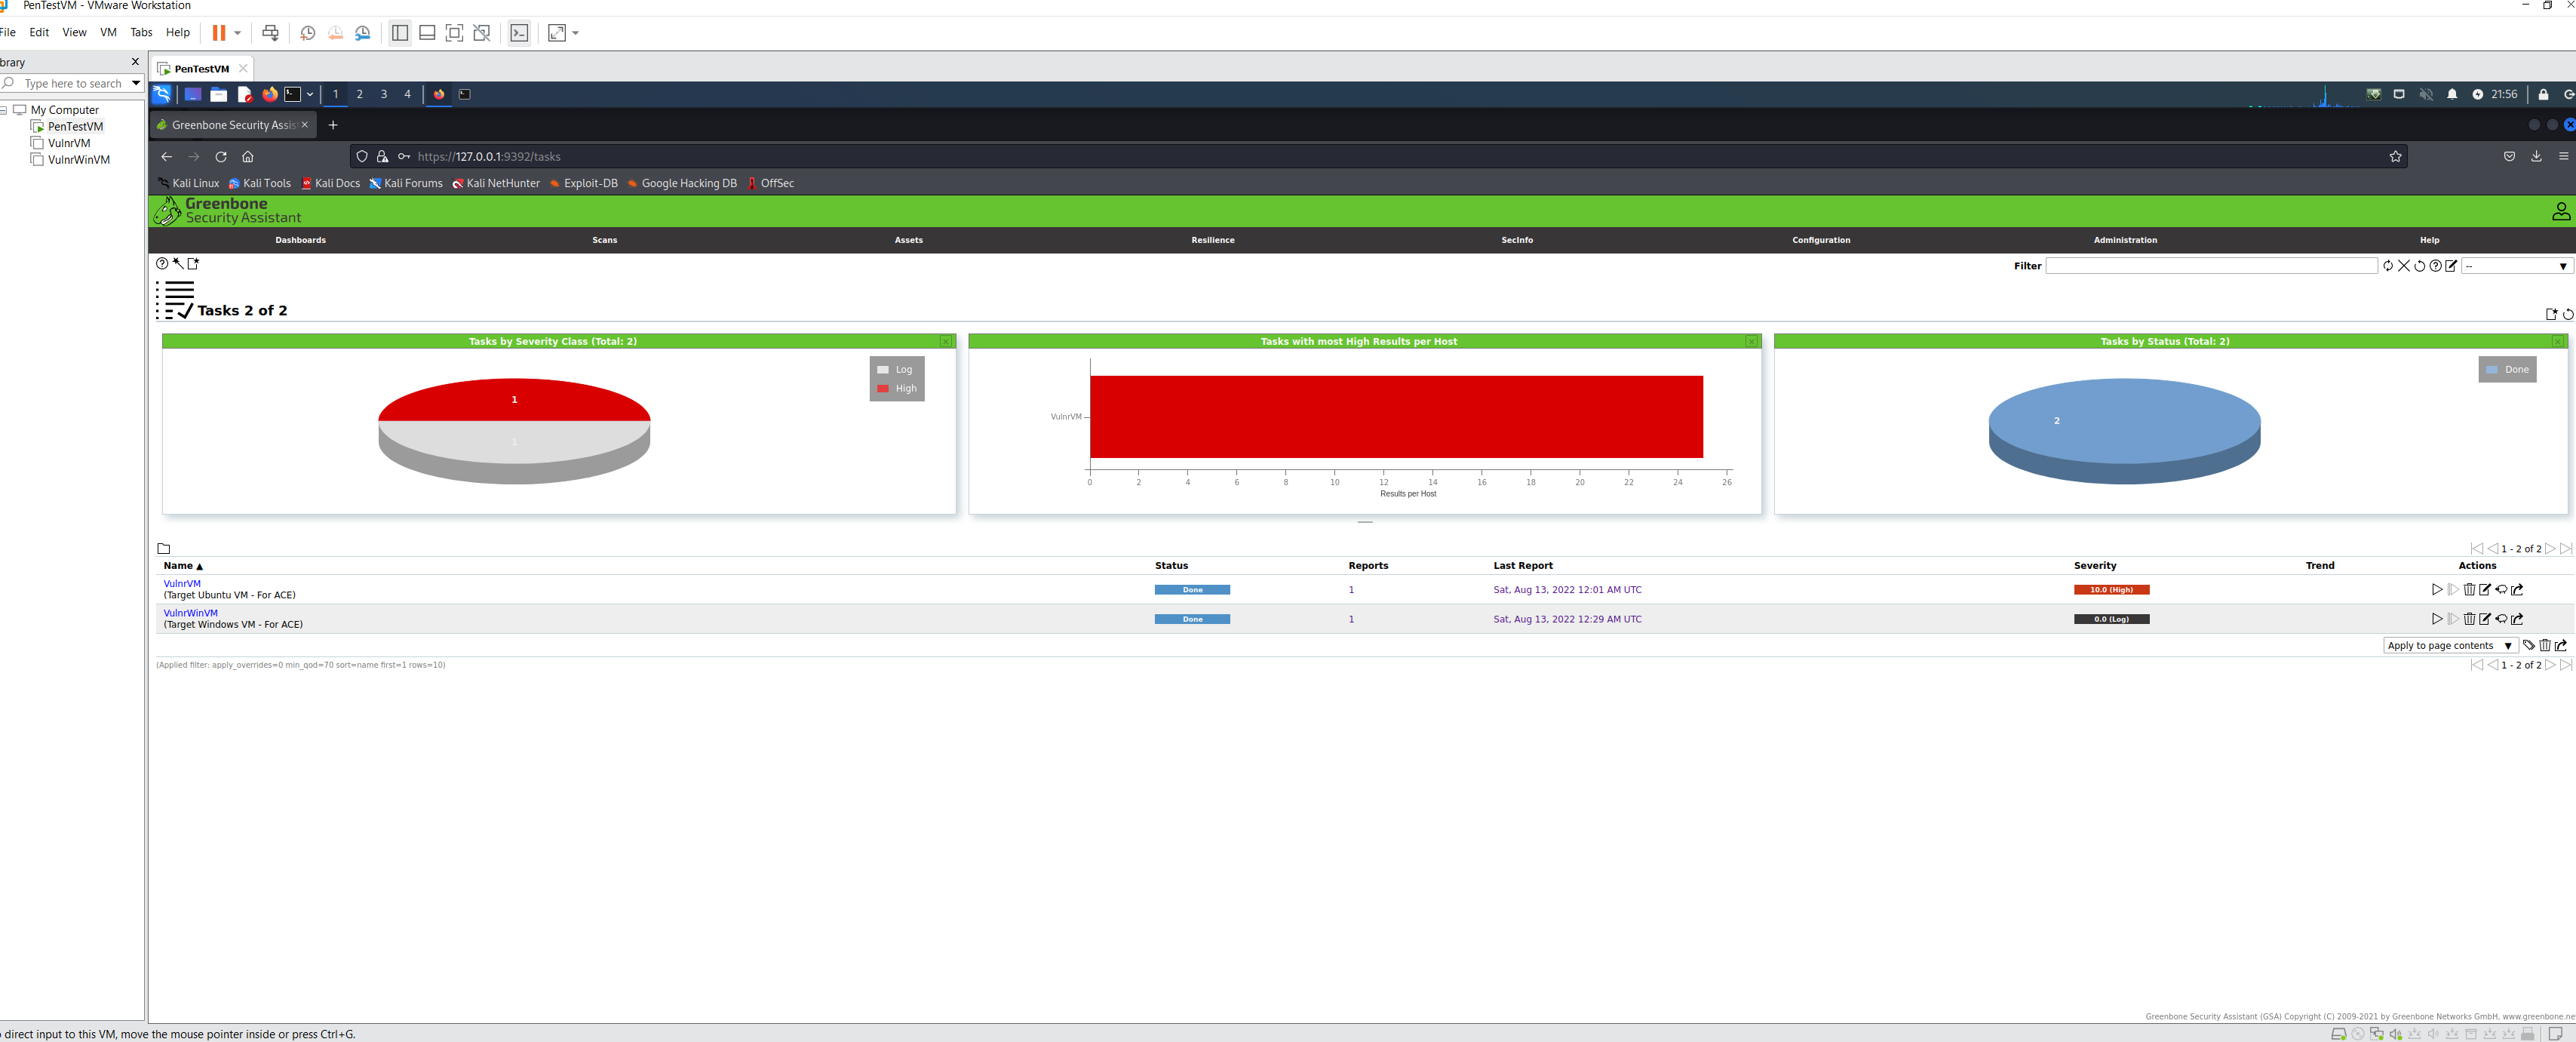 PenTestVM - VMware Workstation
File Edit View VM Tabs Help
brary X
PenTestVM
Type here to search
1 2 3 4 21:56
My Computer
PenTestVM
VulnrVM
VulnrWinVM
Greenbone Security Assis
https://127.0.0.1:9392/tasks
Kali Linux Kali Tools Kali Docs Kali Forums Kali NetHunter Exploit-DB Google Hacking DB OffSec
Greenbone
Security Assistant
Dashboards Scans Assets Resilience SecInfo Configuration Administration Help
Filter --
Tasks 2 of 2
Tasks by Severity Class (Total: 2)
Log
High
1
1
Tasks with most High Results per Host
VulnrVM
0 2 4 6 8 10 12 14 16 18 20 22 24 26
Results per Host
Tasks by Status (Total: 2)
Done
2
1 - 2 of 2
Name ▲ Status Reports Last Report Severity Trend Actions
VulnrVM
(Target Ubuntu VM - For ACE)
Done 1 Sat, Aug 13, 2022 12:01 AM UTC 10.0 (High)
VulnrWinVM
(Target Windows VM - For ACE)
Done 1 Sat, Aug 13, 2022 12:29 AM UTC 0.0 (Log)
Apply to page contents ▼
(Applied filter: apply_overrides=0 min_qod=70 sort=name first=1 rows=10)
1 - 2 of 2
Greenbone Security Assistant (GSA) Copyright (C) 2009-2021 by Greenbone Networks GmbH, www.greenbone.ne
direct input to this VM, move the mouse pointer inside or press Ctrl+G.